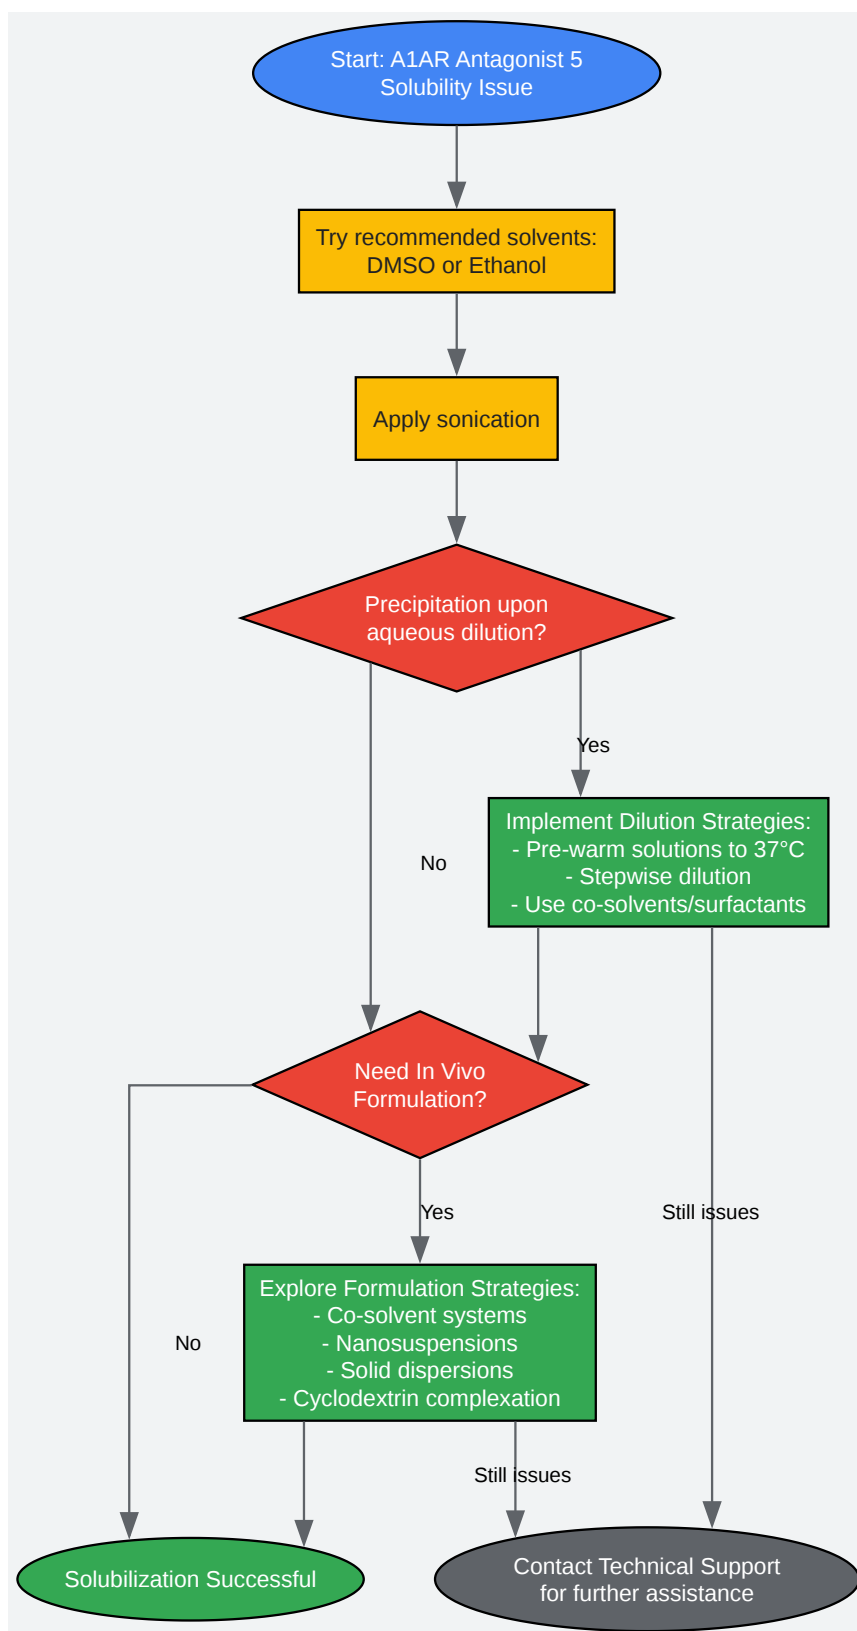 Start: A1AR Antagonist 5
Solubility Issue
Try recommended solvents:
DMSO or Ethanol
Apply sonication
Precipitation upon
aqueous dilution?
Yes
Implement Dilution Strategies:
- Pre-warm solutions to 37°C
- Stepwise dilution
- Use co-solvents/surfactants
No
Need In Vivo
Formulation?
Yes
Still issues
Explore Formulation Strategies:
- Co-solvent systems
- Nanosuspensions
- Solid dispersions
- Cyclodextrin complexation
No
Still issues
Solubilization Successful
Contact Technical Support
for further assistance